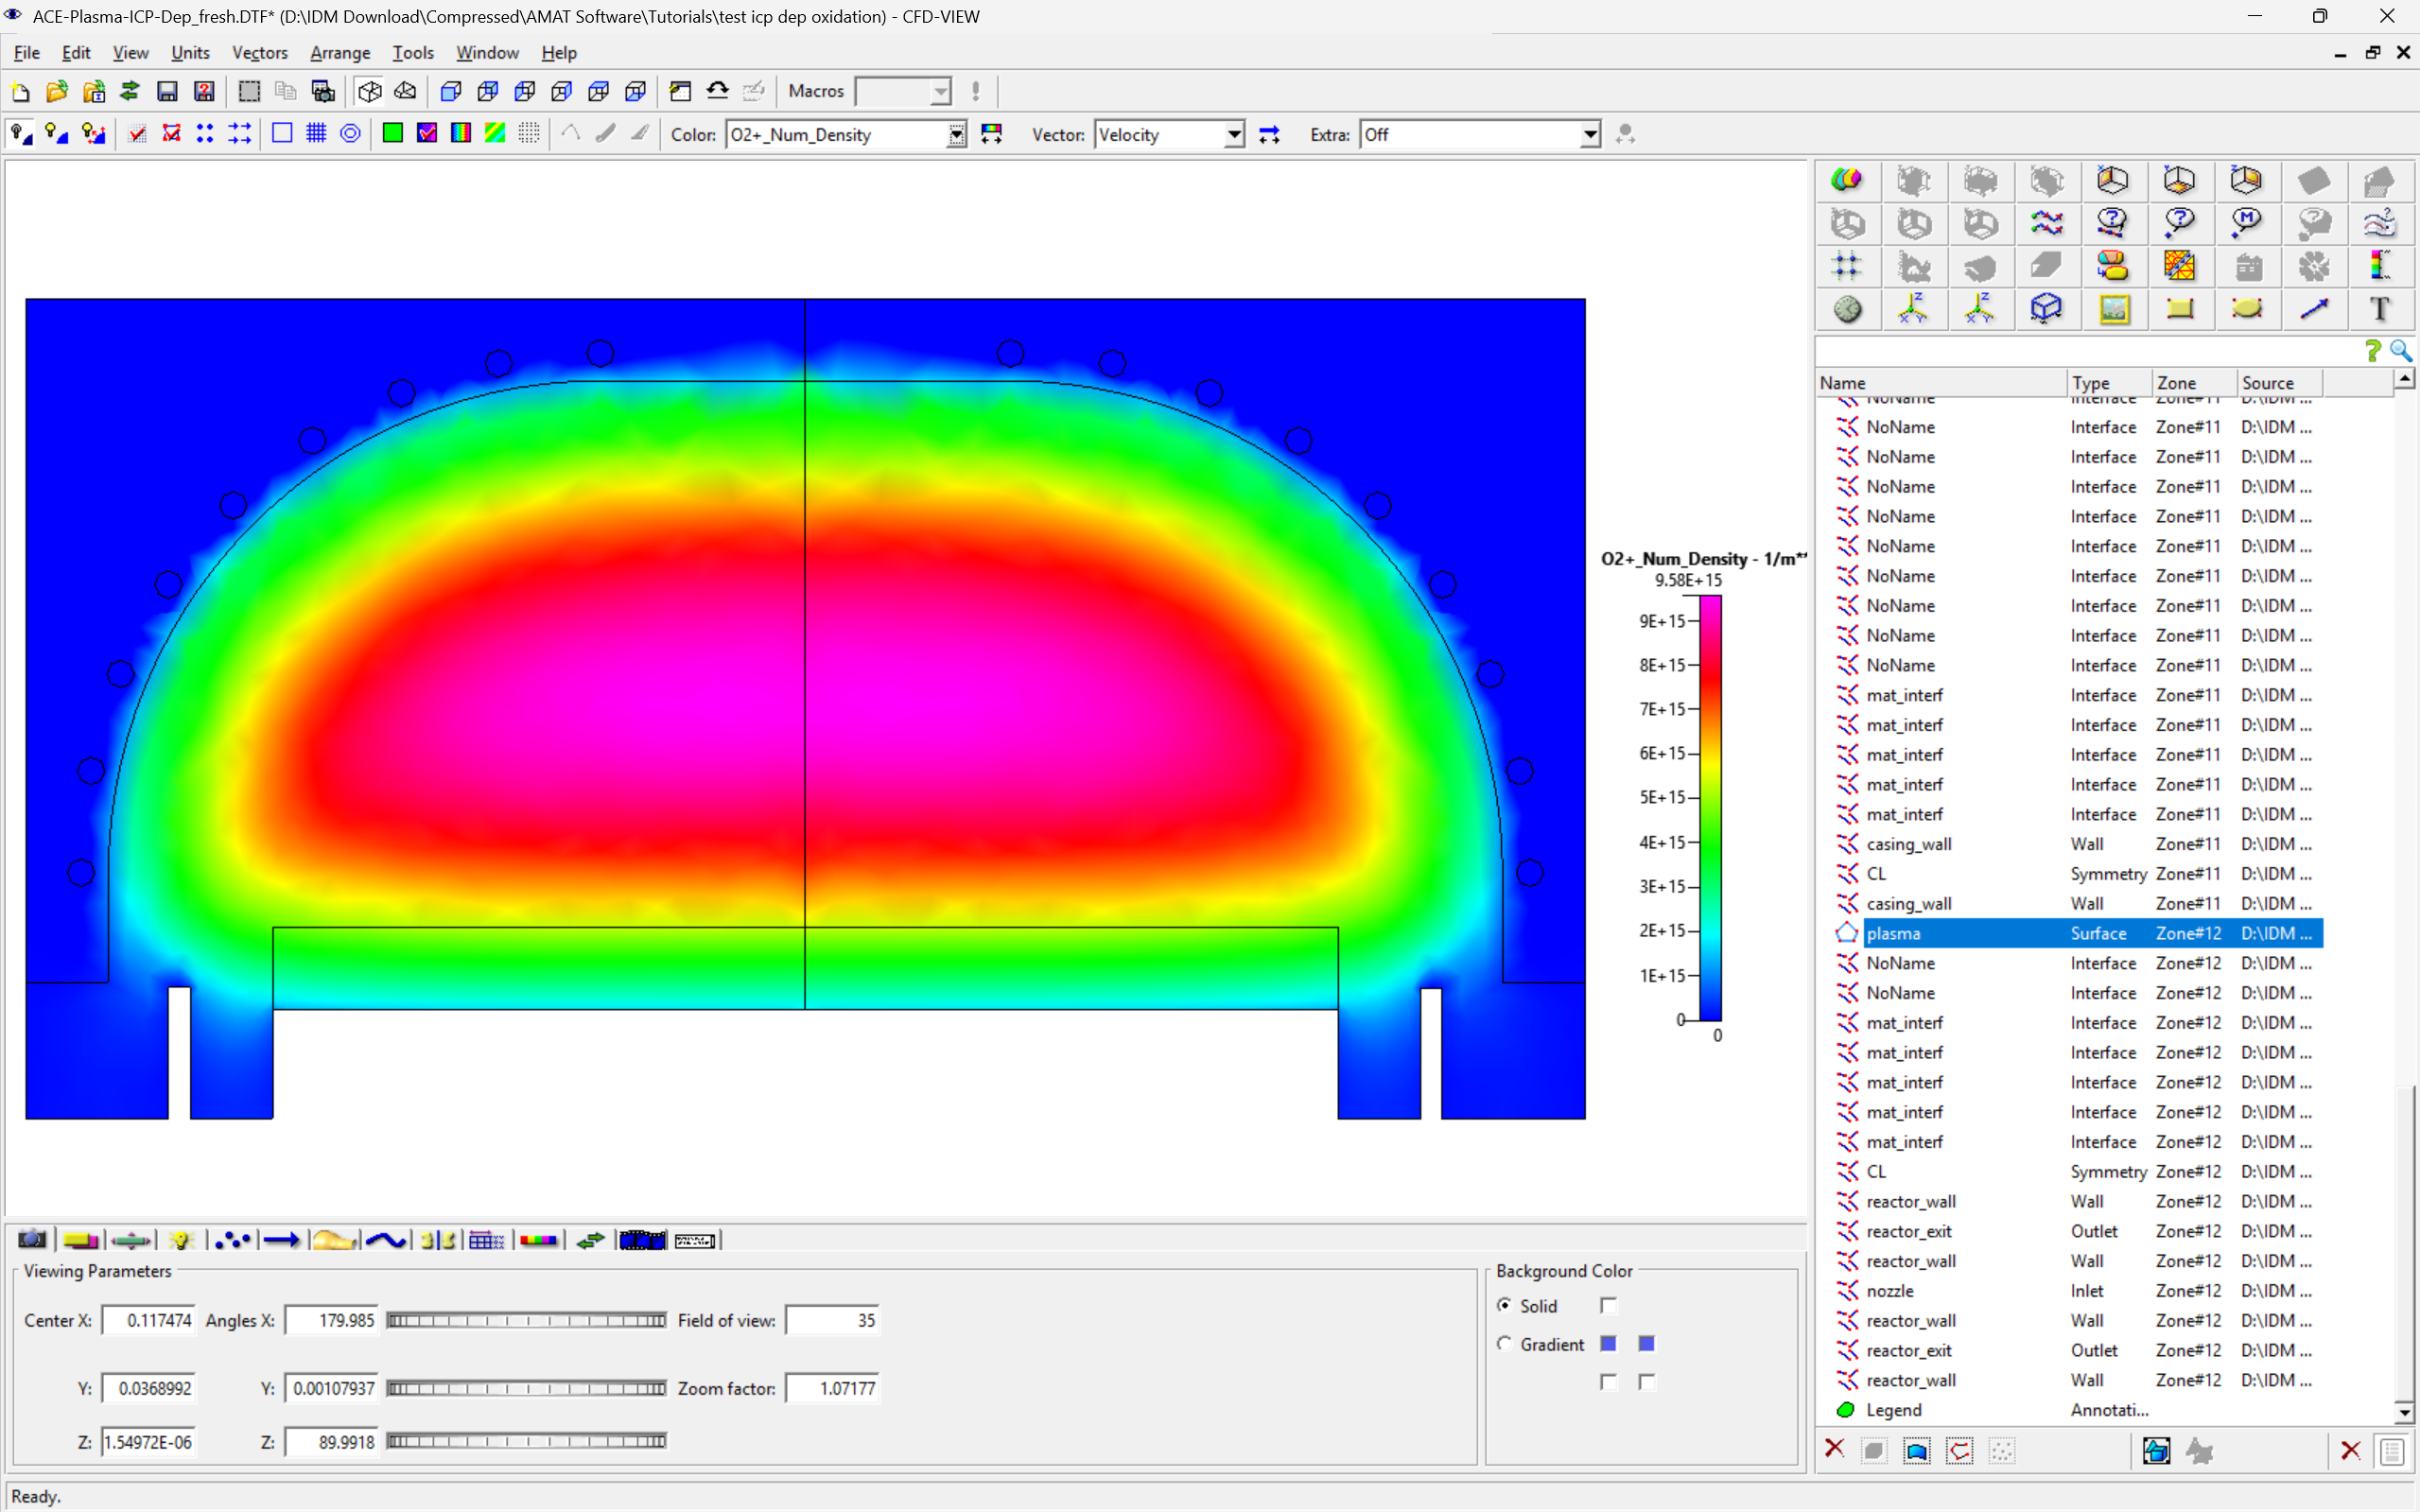 ACE-Plasma-ICP-Dep_fresh.DTF* (D:\IDM Download\Compressed\AMAT Software\Tutorials\test icp dep oxidation) - CFD-VIEW
File Edit View Units Vectors Arrange Tools Window Help
Macros
Color: O2+_Num_Density Vector: Velocity Extra: Off
Name Type Zone Source
NoName Interface Zone#11 D:\IDM ...
NoName Interface Zone#11 D:\IDM ...
NoName Interface Zone#11 D:\IDM ...
NoName Interface Zone#11 D:\IDM ...
NoName Interface Zone#11 D:\IDM ...
NoName Interface Zone#11 D:\IDM ...
NoName Interface Zone#11 D:\IDM ...
NoName Interface Zone#11 D:\IDM ...
NoName Interface Zone#11 D:\IDM ...
NoName Interface Zone#11 D:\IDM ...
mat_interf Interface Zone#11 D:\IDM ...
mat_interf Interface Zone#11 D:\IDM ...
mat_interf Interface Zone#11 D:\IDM ...
mat_interf Interface Zone#11 D:\IDM ...
mat_interf Interface Zone#11 D:\IDM ...
casing_wall Wall Zone#11 D:\IDM ...
CL Symmetry Zone#11 D:\IDM ...
casing_wall Wall Zone#11 D:\IDM ...
plasma Surface Zone#12 D:\IDM ...
NoName Interface Zone#12 D:\IDM ...
NoName Interface Zone#12 D:\IDM ...
mat_interf Interface Zone#12 D:\IDM ...
mat_interf Interface Zone#12 D:\IDM ...
mat_interf Interface Zone#12 D:\IDM ...
mat_interf Interface Zone#12 D:\IDM ...
mat_interf Interface Zone#12 D:\IDM ...
CL Symmetry Zone#12 D:\IDM ...
reactor_wall Wall Zone#12 D:\IDM ...
reactor_exit Outlet Zone#12 D:\IDM ...
reactor_wall Wall Zone#12 D:\IDM ...
nozzle Inlet Zone#12 D:\IDM ...
reactor_wall Wall Zone#12 D:\IDM ...
reactor_exit Outlet Zone#12 D:\IDM ...
reactor_wall Wall Zone#12 D:\IDM ...
Legend Annotati...
O2+_Num_Density - 1/m**
9.58E+15
9E+15
8E+15
7E+15
6E+15
5E+15
4E+15
3E+15
2E+15
1E+15
0
0
Viewing Parameters
Center X: 0.117474 Angles X: 179.985 Field of view: 35
Y: 0.0368992 Y: 0.00107937 Zoom factor: 1.07177
Z: 1.54972E-06 Z: 89.9918
Background Color
Solid
Gradient
Ready.